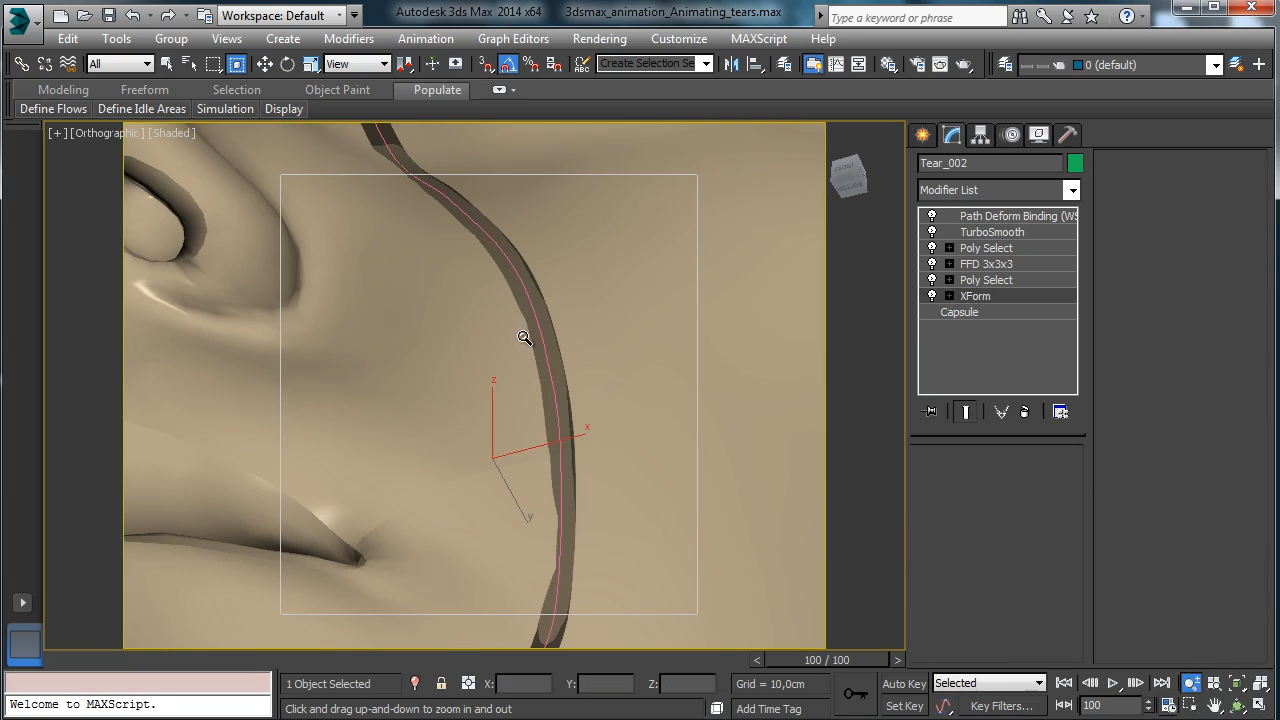 Workspace: Default
Autodesk 3ds Max  2014 x64
3dsmax_animation_Animating_tears.max
Type a keyword or phrase
Edit Tools Group Views Create Modifiers Animation Graph Editors Rendering Customize MAXScript Help
All
View
Create Selection Se
0 (default)
Modeling Freeform Selection Object Paint Populate
Define Flows Define Idle Areas Simulation Display
[+] [Orthographic] [Shaded]
FRONT
Tear_002
Modifier List
Path Deform Binding (WS
TurboSmooth
Poly Select
FFD 3x3x3
Poly Select
XForm
Capsule
z
x
y
< 100 / 100 >
1 Object Selected
X:
Y:
Z:
Grid = 10,0cm
Auto Key
Selected
Welcome to MAXScript.
Click and drag up-and-down to zoom in and out
Add Time Tag
Set Key
Key Filters...
100